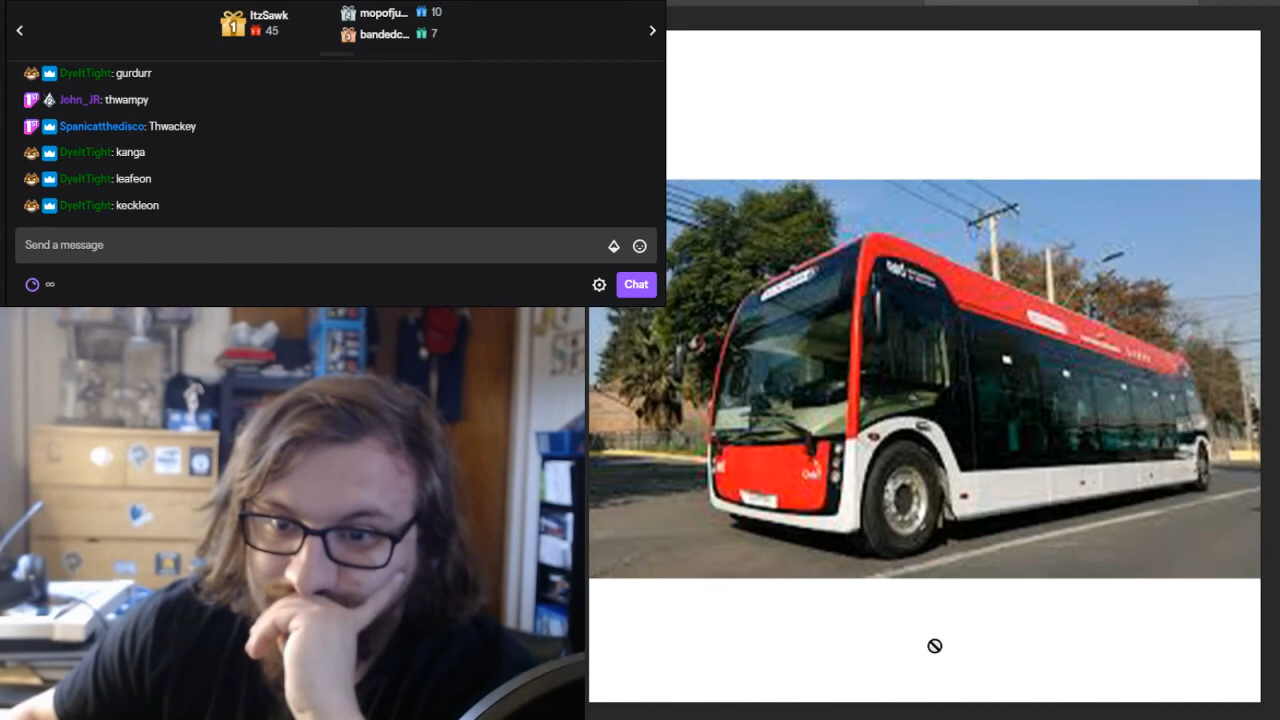 ItzSawk
45
mopofju...
10
bandedc...
7
DyeItTight: gurdurr
John_JR: thwampy
Spanicatthedisco: Thwackey
DyeItTight: kanga
DyeItTight: leafeon
DyeItTight: keckleon
Send a message
Chat